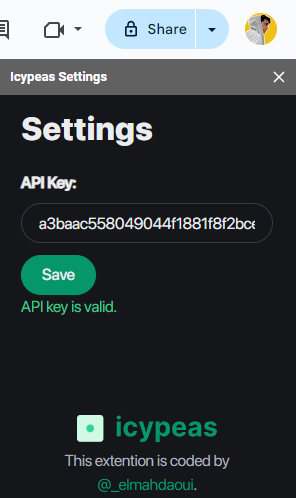 Share
Icypeas Settings
Settings
API Key:
a3baac558049044f1881f8f2bce
Save
API key is valid.
icypeas
This extention is coded by
@_elmahdaoui.